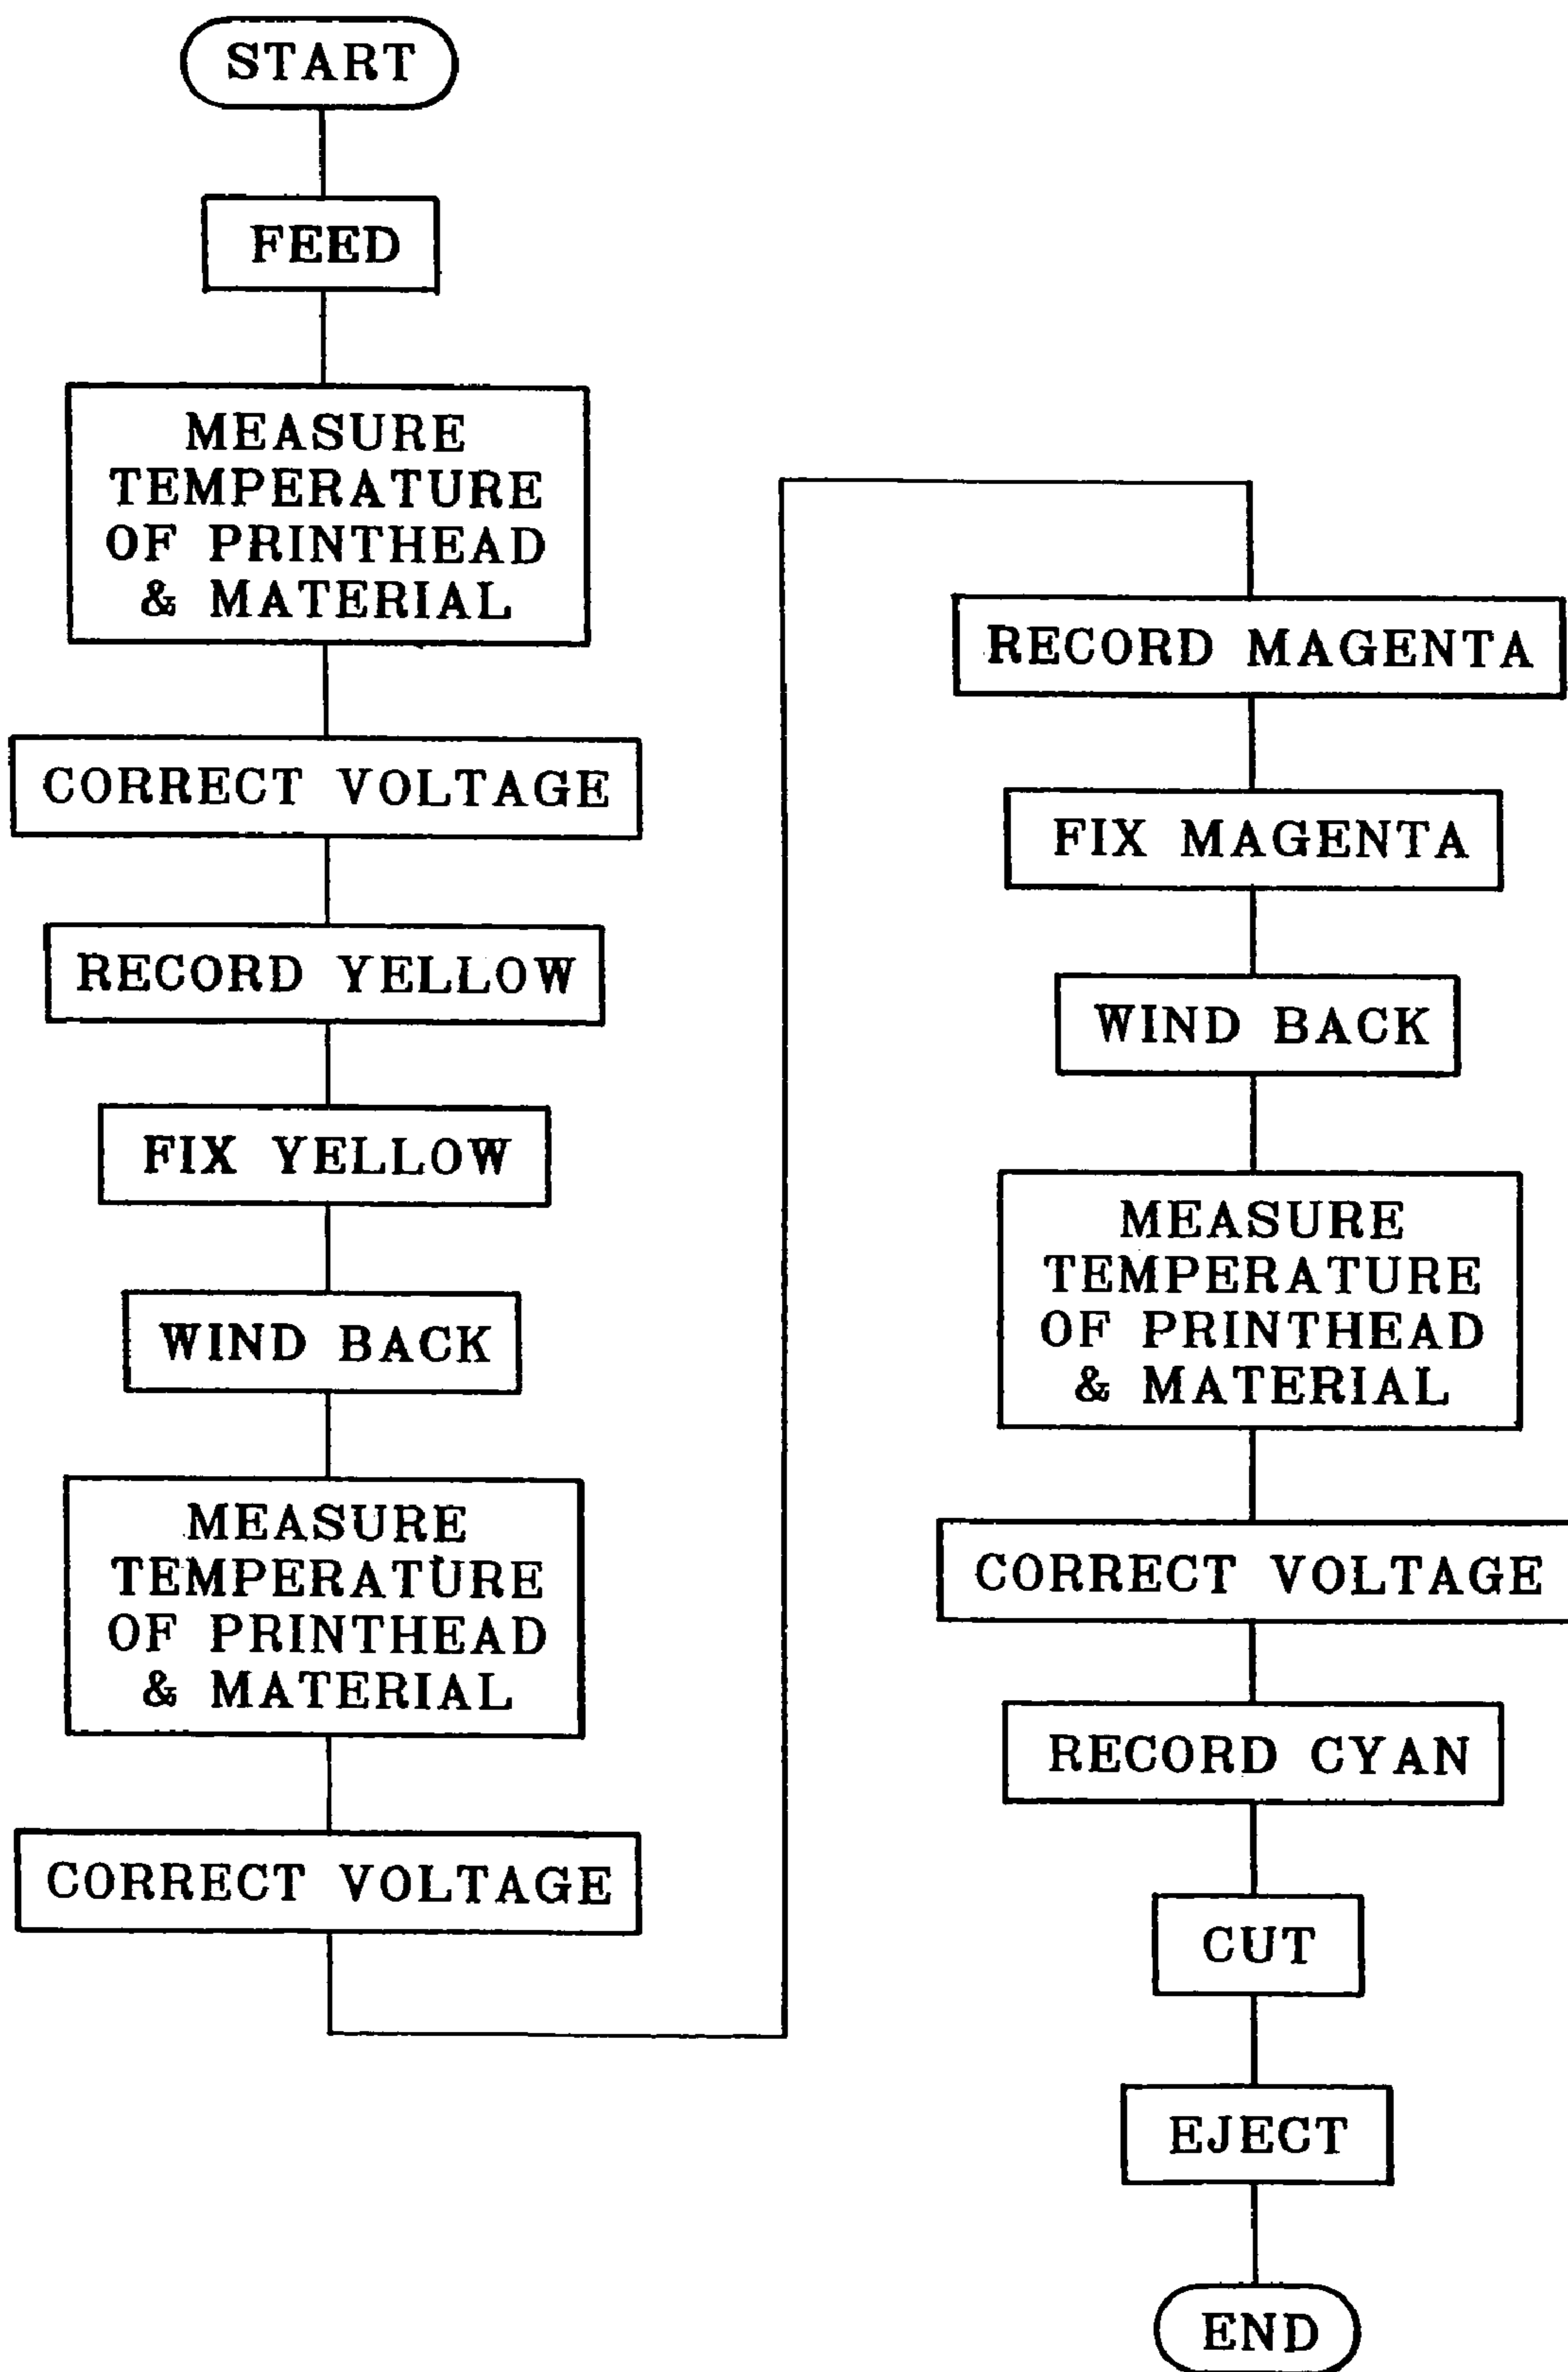 START
FEED
MEASURE
TEMPERATURE
OF PRINTHEAD
& MATERIAL
CORRECT VOLTAGE
RECORD YELLOW
FIX YELLOW
WIND BACK
MEASURE
TEMPERATURE
OF PRINTHEAD
& MATERIAL
CORRECT VOLTAGE
RECORD MAGENTA
FIX MAGENTA
WIND BACK
MEASURE
TEMPERATURE
OF PRINTHEAD
& MATERIAL
CORRECT VOLTAGE
RECORD CYAN
CUT
EJECT
END